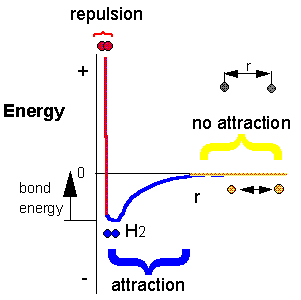 repulsion
+
r
Energy
no attraction
0
r
bond
energy
H2
-
attraction